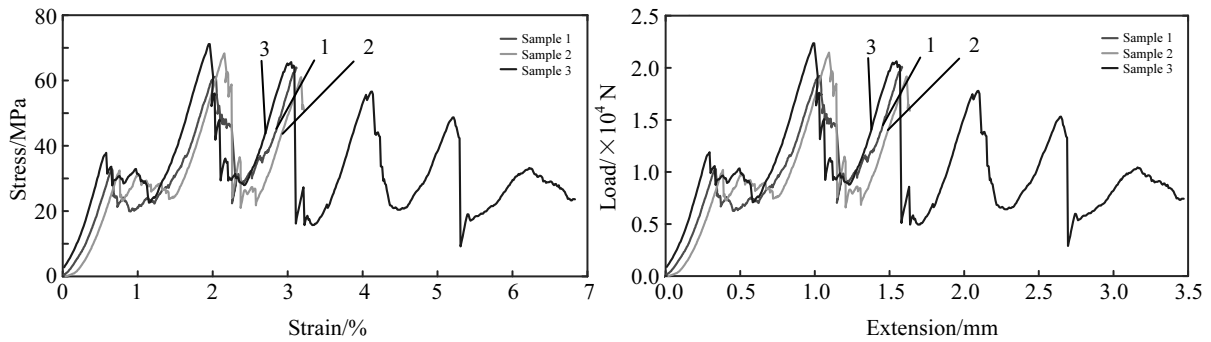 80
60
40
20
0
Stress/MPa
3 1 2
Sample 1
Sample 2
Sample 3
0 1 2 3 4 5 6 7
Strain/%
2.5
2.0
1.5
1.0
0.5
0.0
Load/×10⁴ N
3 1 2
Sample 1
Sample 2
Sample 3
0.0 0.5 1.0 1.5 2.0 2.5 3.0 3.5
Extension/mm